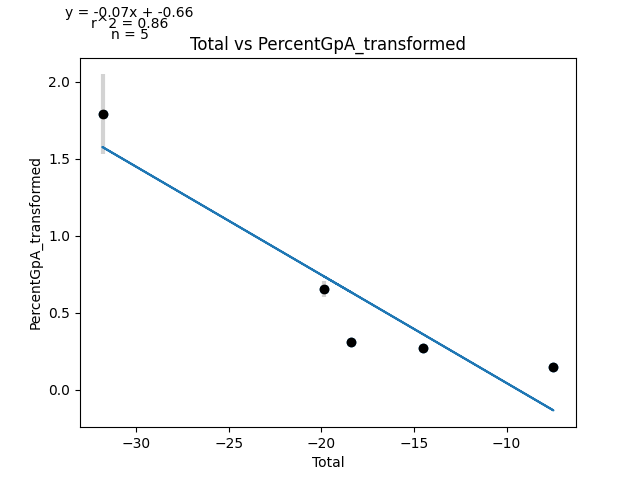 y = -0.07x + -0.66
r^2 = 0.86
n = 5
Total vs PercentGpA_transformed
2.0
1.5
1.0
0.5
0.0
PercentGpA_transformed
−30
−25
−20
−15
−10
Total